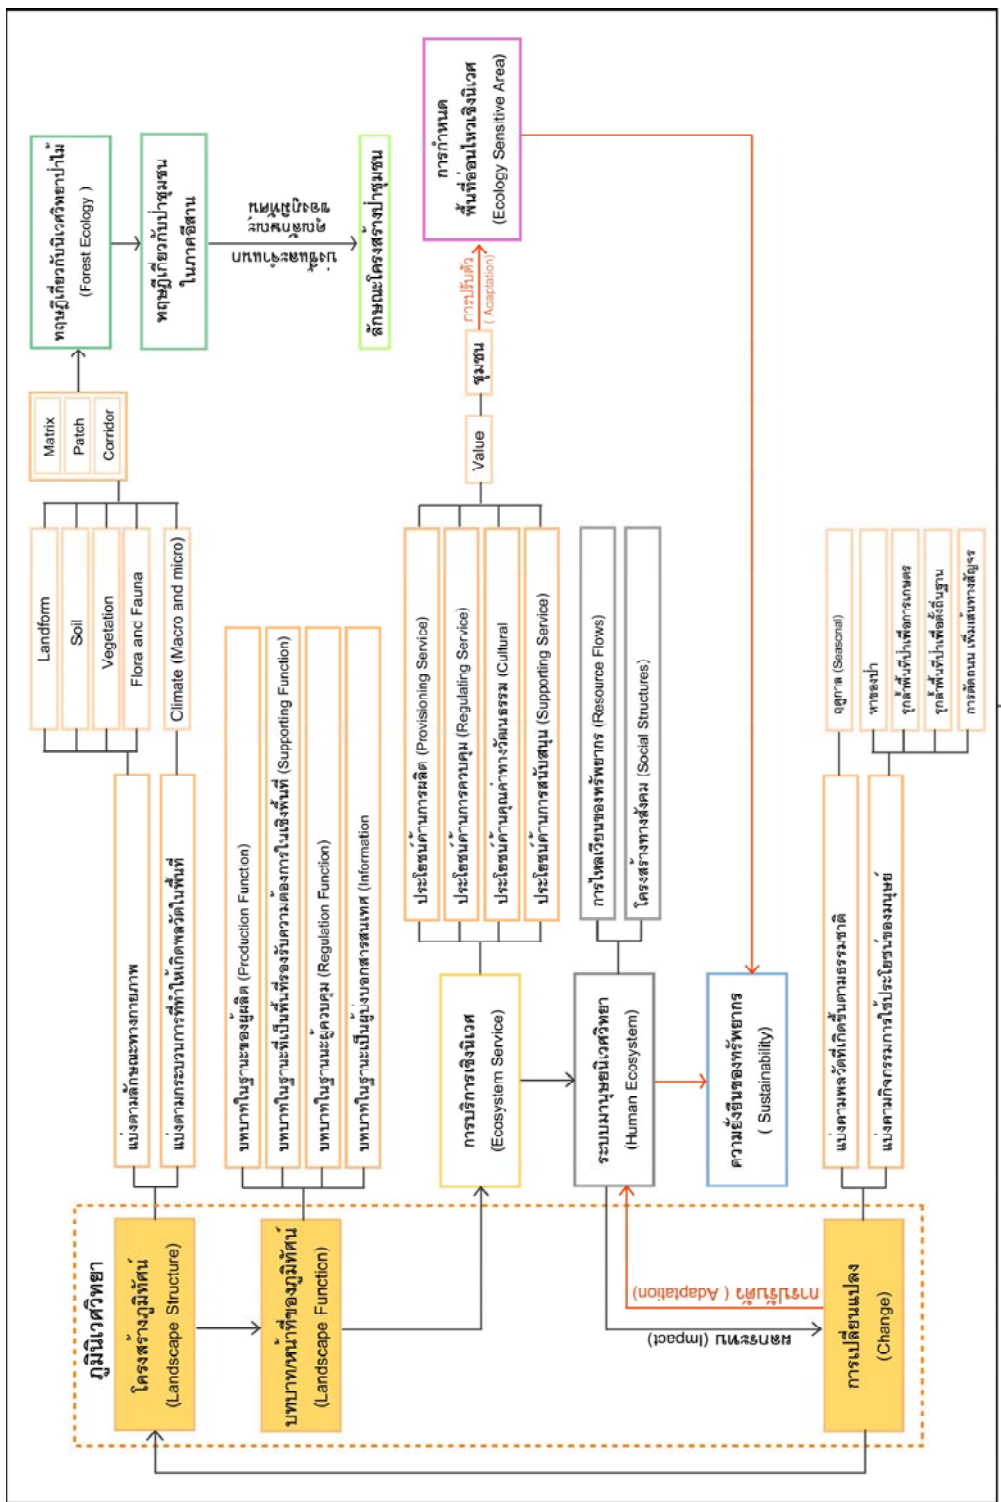 ภูมินิเวศวิทยา
โครงสร้างภูมิทัศน์
(Landscape Structure)
แบ่งตามลักษณะทางกายภาพ
แบ่งตามกระบวนการที่ทำให้เกิดพลวัตในพื้นที่
Landform
Soil
Vegetation
Flora and Fauna
Climate (Macro and micro)
Matrix
Patch
Corridor
ทฤษฎีเกี่ยวกับนิเวศวิทยาป่าไม้
(Forest Ecology )
ทฤษฎีเกี่ยวกับป่าชุมชน
ในภาคอีสาน
บ่งชี้และจำแนก
คุณลักษณะ
ของภูมิทัศน์
ลักษณะโครงสร้างป่าชุมชน
บทบาท/หน้าที่ของภูมิทัศน์
(Landscape Function)
บทบาทในฐานะของผู้ผลิต (Production Function)
บทบาทในฐานะที่เป็นพื้นที่รองรับความต้องการในเชิงพื้นที่ (Supporting Function)
บทบาทในฐานนะผู้ควบคุม (Regulation Function)
บทบาทในฐานะเป็นผู้บ่งบอกสารสนเทศ (Information
การบริการเชิงนิเวศ
(Ecosystem Service)
ประโยชน์ด้านการผลิต (Provisioning Service)
ประโยชน์ด้านการควบคุม (Regulating Service)
ประโยชน์ด้านคุณค่าทางวัฒนธรรม (Cultural
ประโยชน์ด้านการสนับสนุน (Supporting Service)
Value
ชุมชน
การปรับตัว
( Acaptation)
การกำหนด
พื้นที่อ่อนไหวเชิงนิเวศ
(Ecology Sensitive Area)
ระบบมานุษยนิเวศวิทยา
(Human Ecosystem)
การไหลเวียนของทรัพยากร (Resource Flows)
โครงสร้างทางสังคม (Social Structures)
ความยั่งยืนของทรัพยากร
( Sustainability)
ผลกระทบ (Impact)
การปรับตัว ( Adaptation)
การเปลี่ยนแปลง
(Change)
แบ่งตามพลวัตที่เกิดขึ้นตามธรรมชาติ
แบ่งตามกิจกรรมการใช้ประโยชน์ของมนุษย์
ฤดูกาล (Seasonal)
หาของป่า
รุกล้ำพื้นที่ป่าเพื่อการเกษตร
รุกล้ำพื้นที่ป่าเพื่อตั้งถิ่นฐาน
การตัดถนน เพิ่มเส้นทางสัญจร